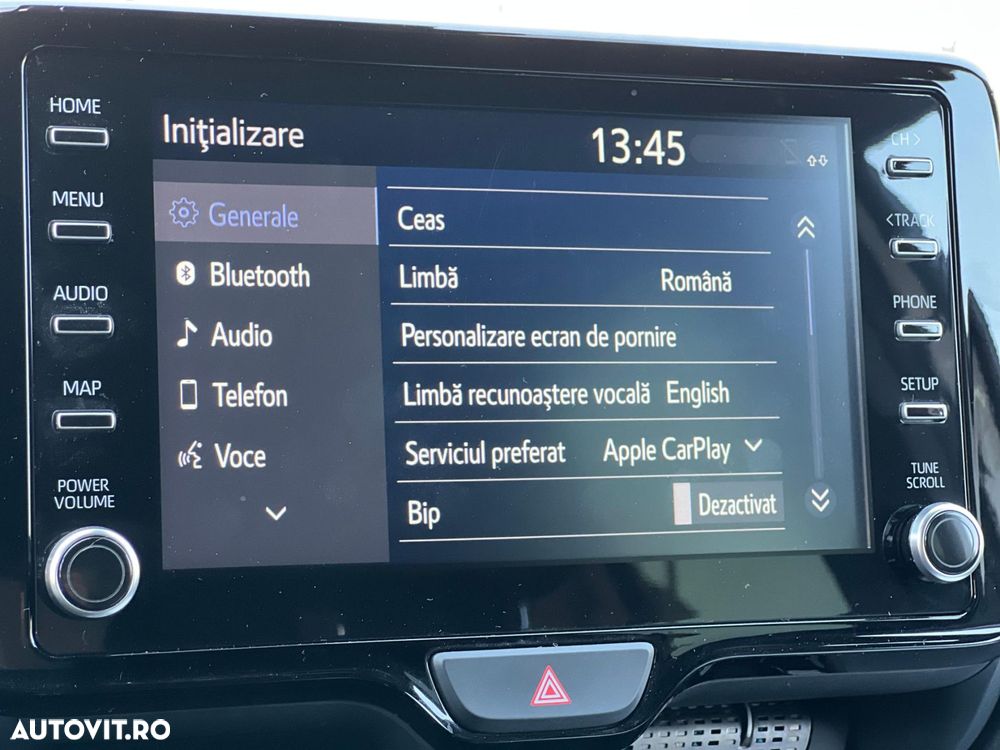 HOME
MENU
AUDIO
MAP
POWER
VOLUME
Iniţializare
13:45
Generale
Bluetooth
Audio
Telefon
Voce
Ceas
Limbă Română
Personalizare ecran de pornire
Limbă recunoaştere vocală English
Serviciul preferat Apple CarPlay
Bip Dezactivat
CH >
< TRACK
PHONE
SETUP
TUNE
SCROLL
AUTOVIT.RO